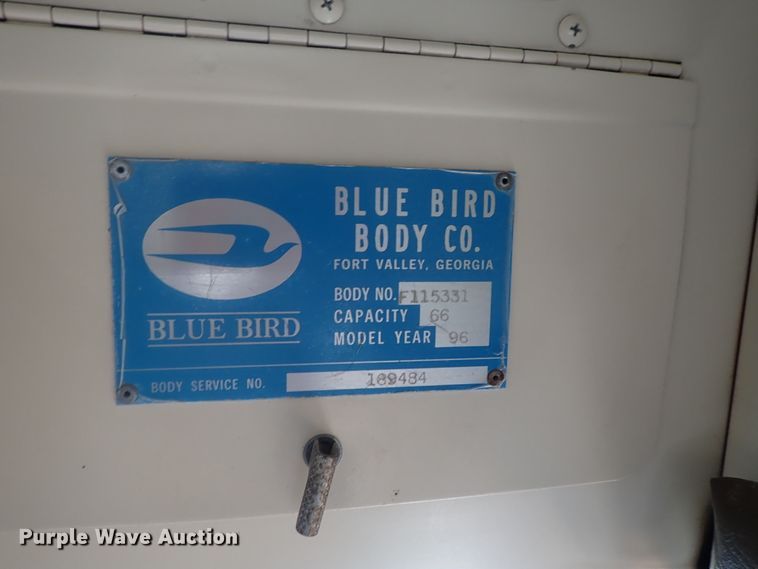 BLUE BIRD
BODY CO.
FORT VALLEY, GEORGIA
BODY NO. F115331
CAPACITY 66
MODEL YEAR 96
BLUE BIRD
BODY SERVICE NO. 189484
Purple Wave Auction